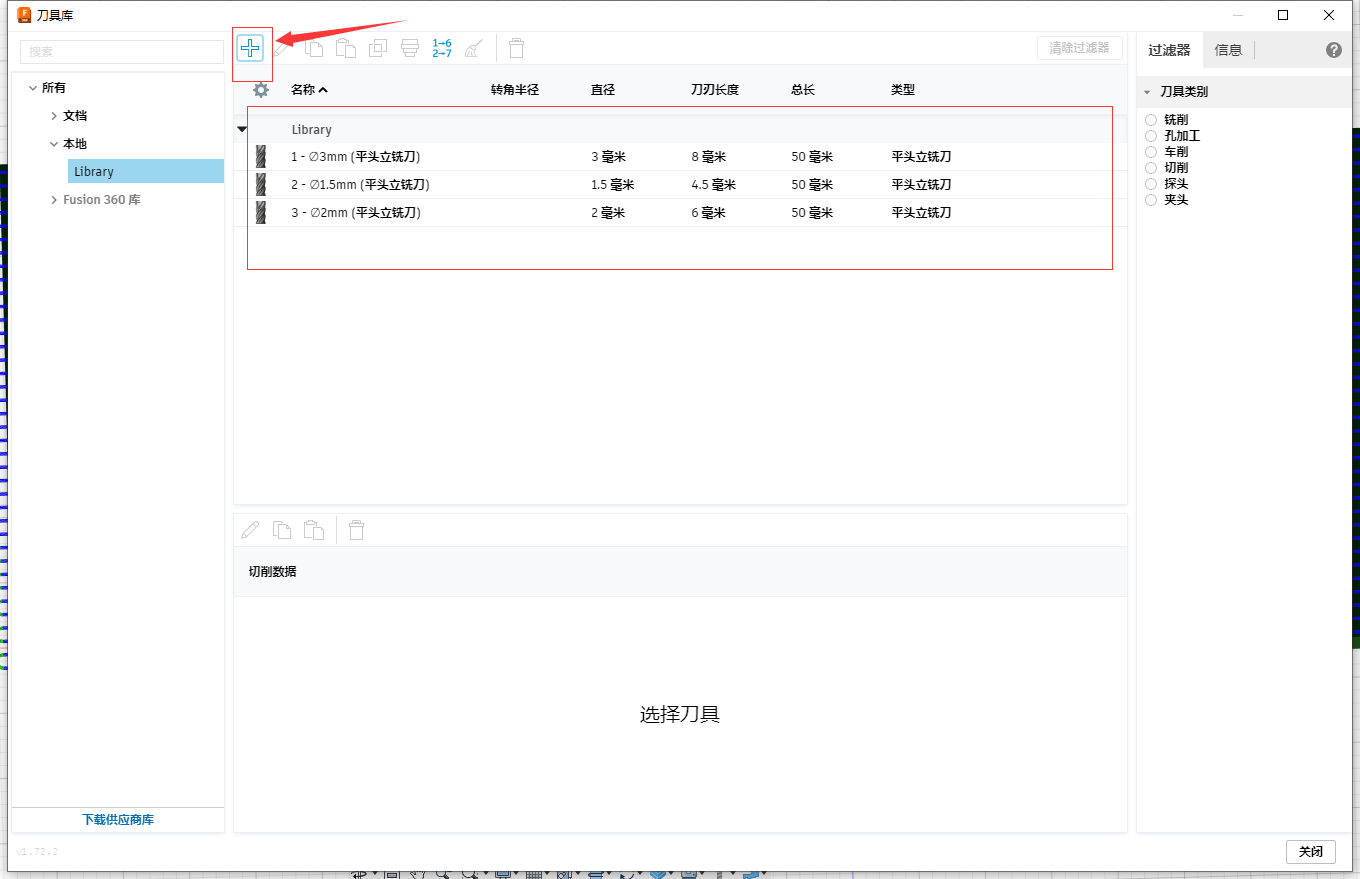 刀具库
搜索
所有
文档
本地
Library
Fusion 360 库
下载供应商库
v1.72.2
1→6
2→7
清除过滤器
名称 转角半径 直径 刀刃长度 总长 类型
Library
1 - ∅3mm (平头立铣刀) 3 毫米 8 毫米 50 毫米 平头立铣刀
2 - ∅1.5mm (平头立铣刀) 1.5 毫米 4.5 毫米 50 毫米 平头立铣刀
3 - ∅2mm (平头立铣刀) 2 毫米 6 毫米 50 毫米 平头立铣刀
切削数据
选择刀具
过滤器 信息
刀具类别
铣削
孔加工
车削
切削
探头
夹头
关闭